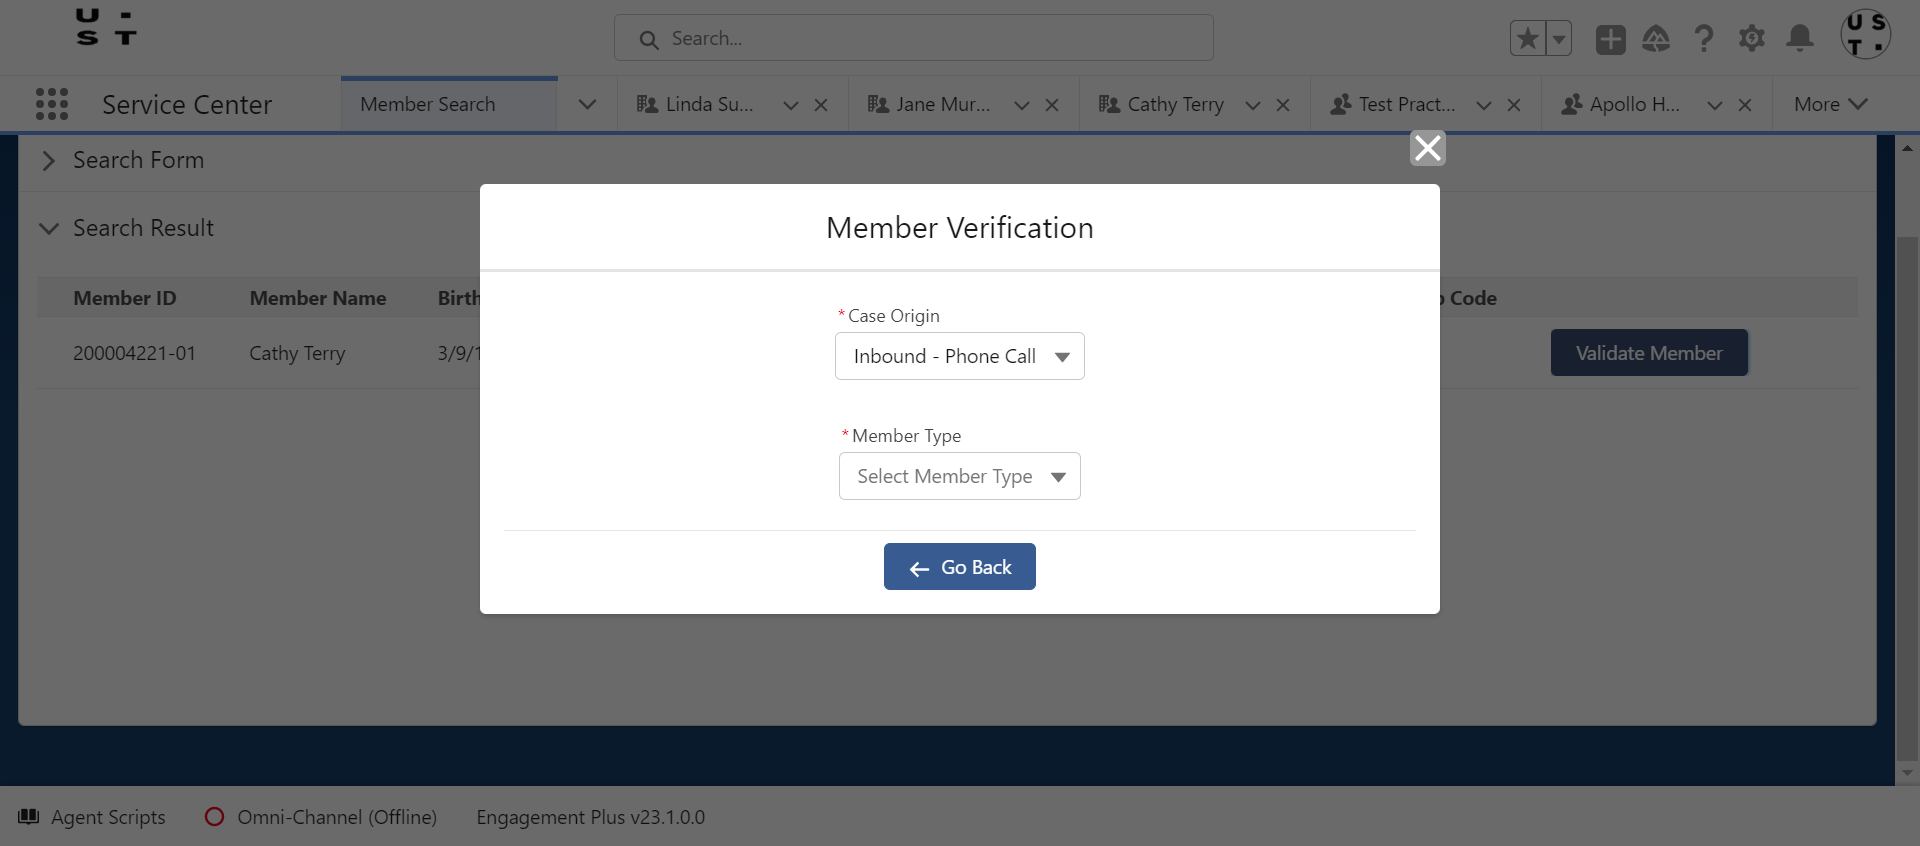 U ·
S T
Search...
U S
T ·
Service Center
Member Search
Linda Su...
Jane Mur...
Cathy Terry
Test Pract...
Apollo H...
More
Search Form
Search Result
Member Verification
Member ID Member Name Birth Code
*Case Origin
200004221-01 Cathy Terry 3/9/1 Inbound - Phone Call Validate Member
*Member Type
Select Member Type
Go Back
Agent Scripts Omni-Channel (Offline) Engagement Plus v23.1.0.0